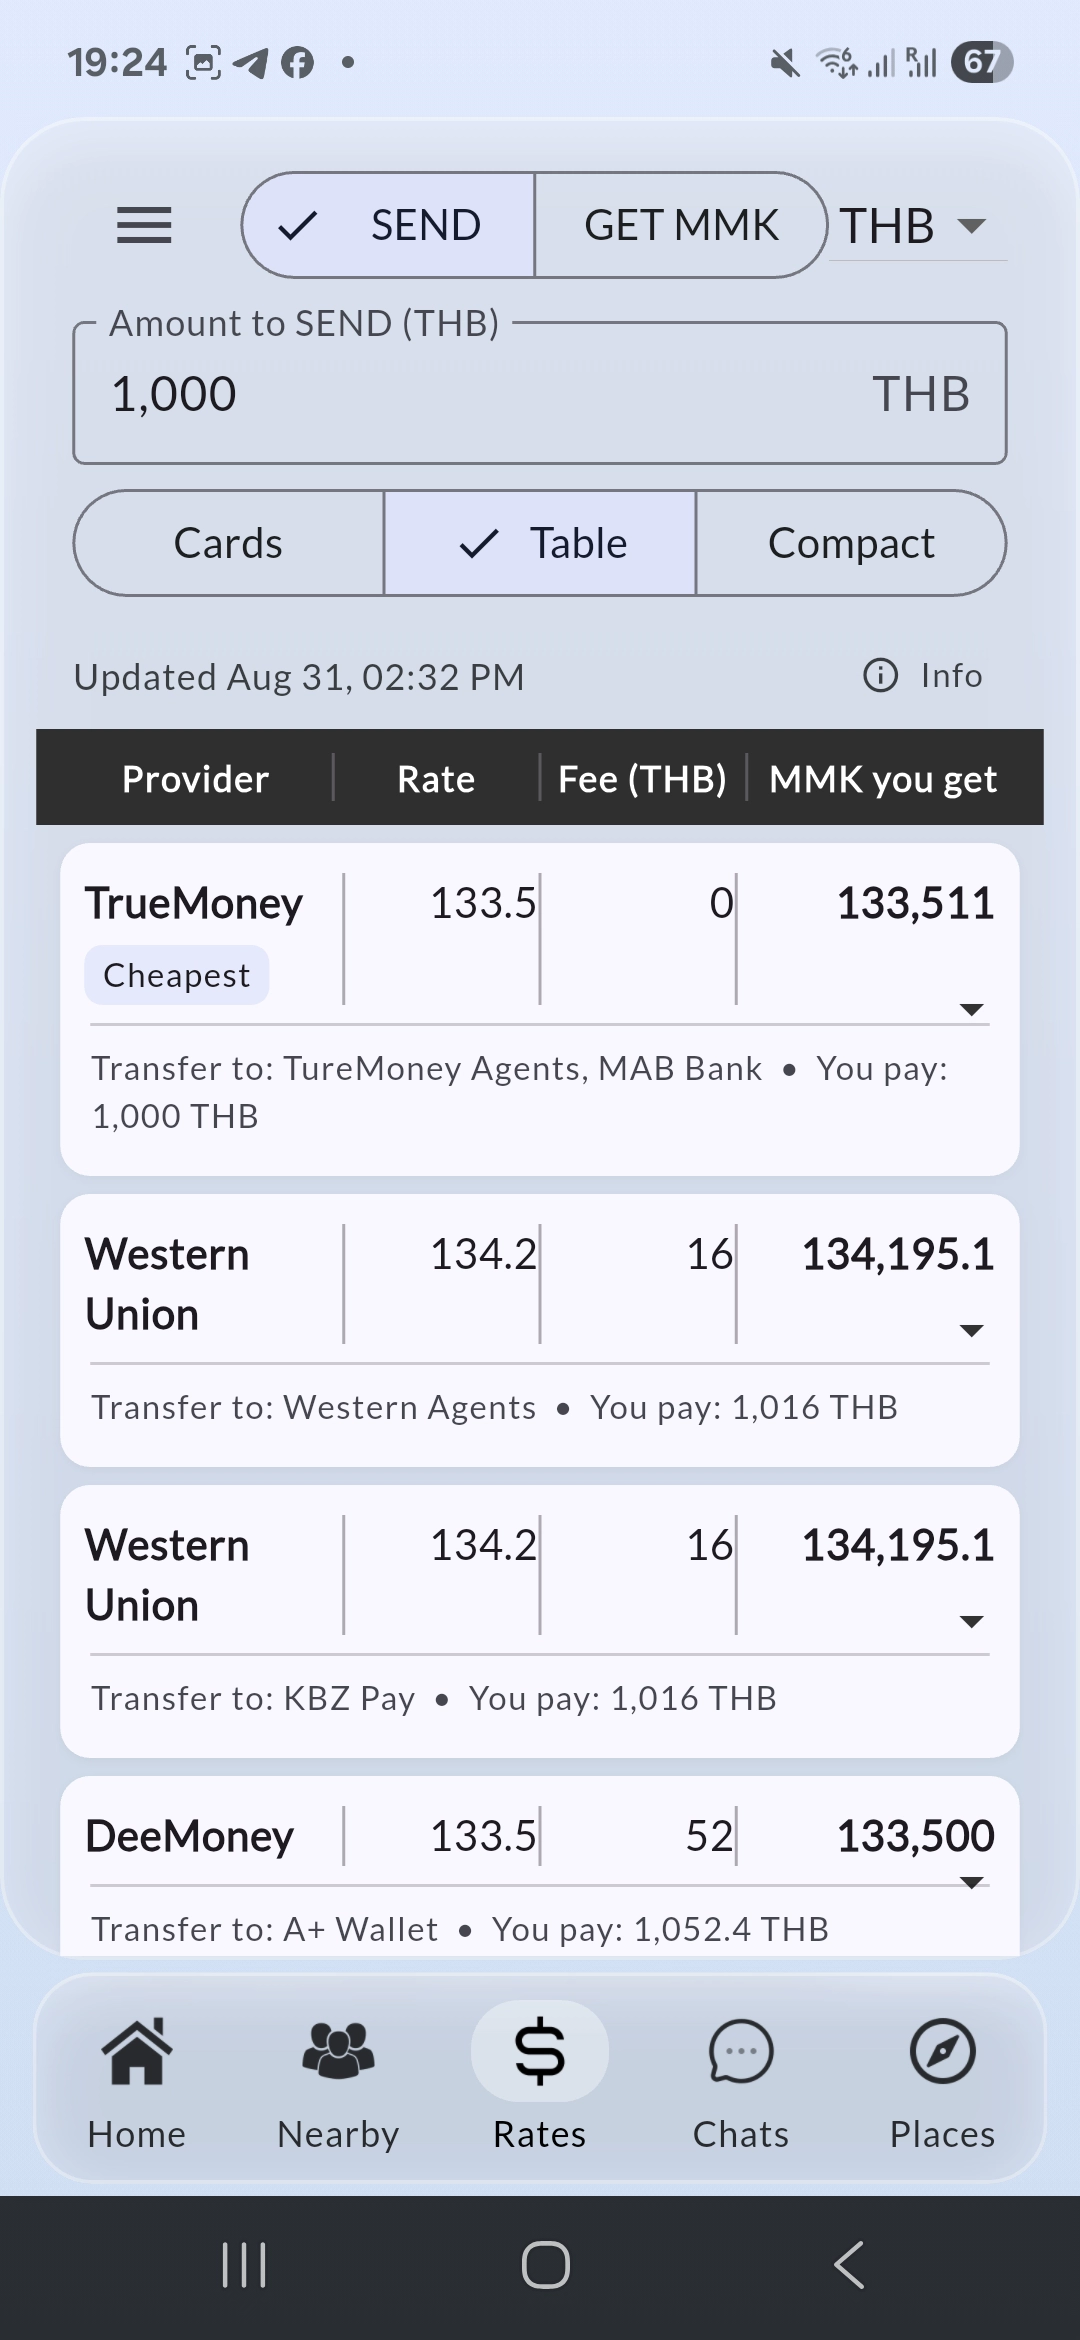 19:24
6 R 67
SEND GET MMK THB
Amount to SEND (THB)
1,000 THB
Cards Table Compact
Updated Aug 31, 02:32 PM Info
Provider Rate Fee (THB) MMK you get
TrueMoney 133.5 0 133,511
Cheapest
Transfer to: TureMoney Agents, MAB Bank • You pay:
1,000 THB
Western 134.2 16 134,195.1
Union
Transfer to: Western Agents • You pay: 1,016 THB
Western 134.2 16 134,195.1
Union
Transfer to: KBZ Pay • You pay: 1,016 THB
DeeMoney 133.5 52 133,500
Transfer to: A+ Wallet • You pay: 1,052.4 THB
Home Nearby Rates Chats Places